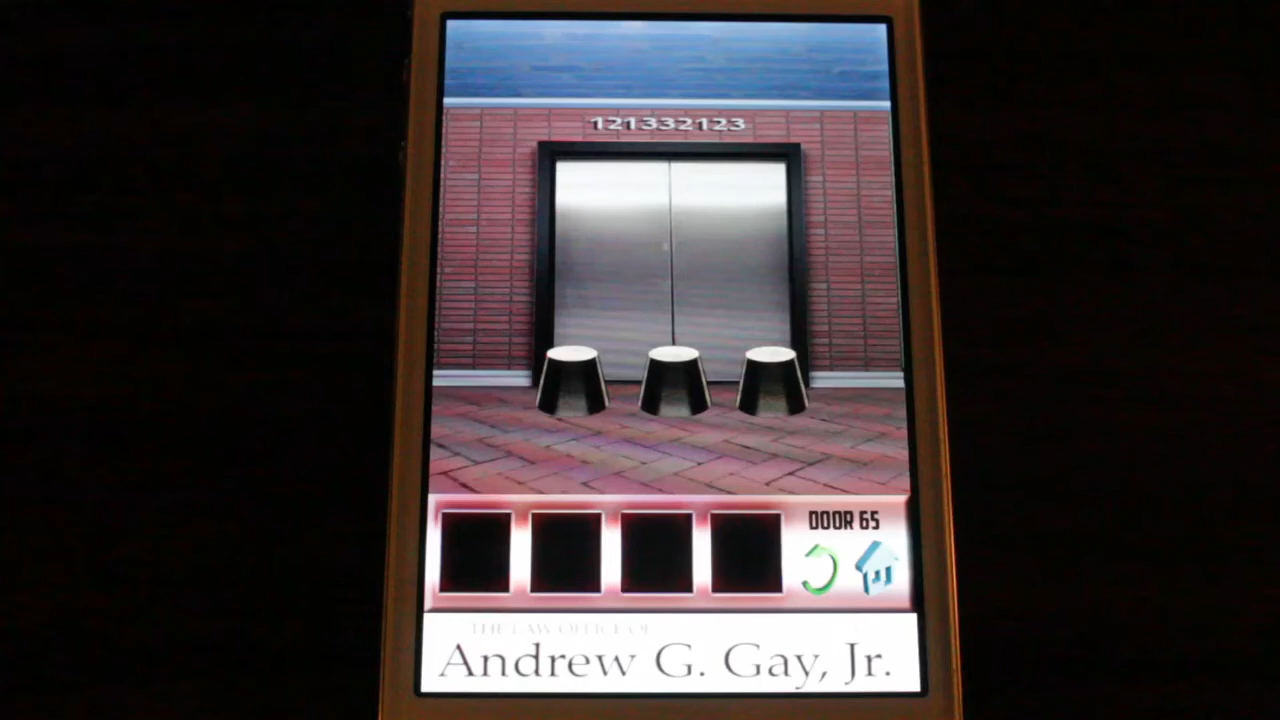 121332123
DOOR 65
THE LAW OFFICE OF
Andrew G. Gay, Jr.